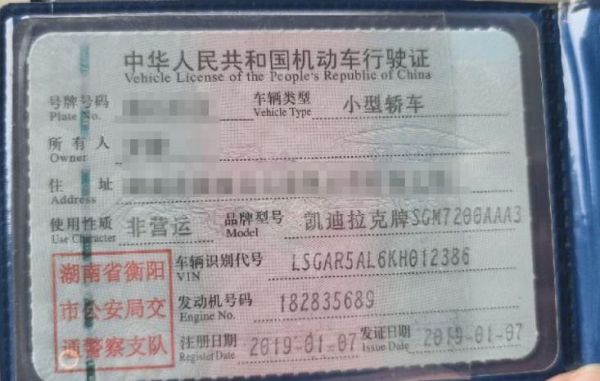 中华人民共和国机动车行驶证
Vehicle License of the People's Republic of China
号牌号码 车辆类型 小型轿车
Plate No. Vehicle Type
所有人
Owner
住址
Address
使用性质 非营运 品牌型号 凯迪拉克牌SGM7200AAA3
Use Character Model
湖南省衡阳
市公安局交
通警察支队
车辆识别代号 LSGAR5AL6KH012386
VIN
发动机号码 182835689
Engine No.
注册日期 2019-01-07 发证日期 2019-01-07
Register Date Issue Date